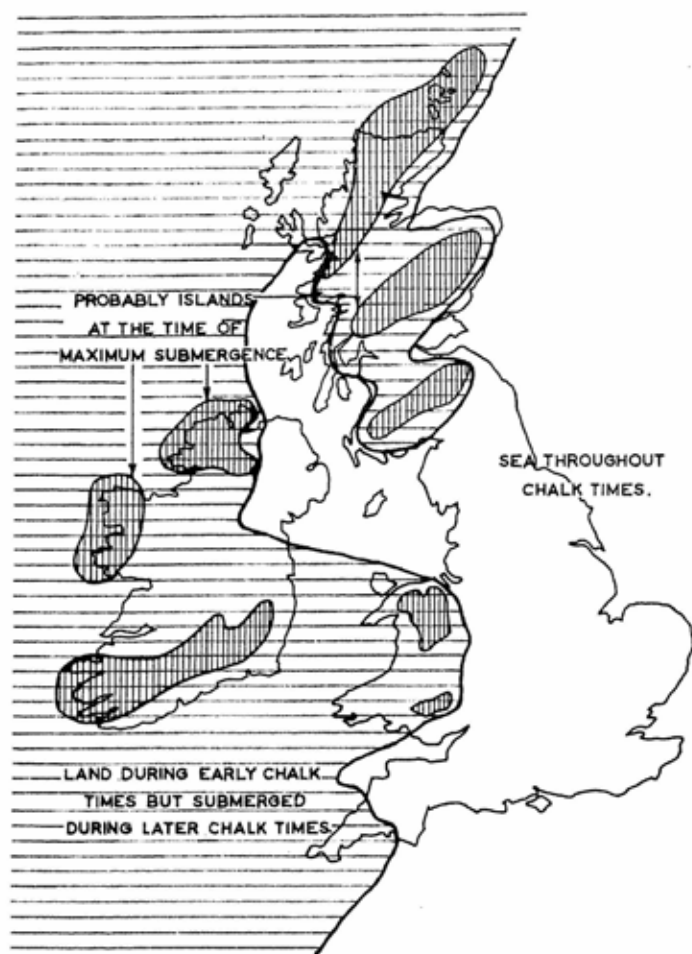 PROBABLY ISLANDS
AT THE TIME OF
MAXIMUM SUBMERGENCE.
SEA THROUGHOUT
CHALK TIMES.
LAND DURING EARLY CHALK
TIMES BUT SUBMERGED
DURING LATER CHALK TIMES